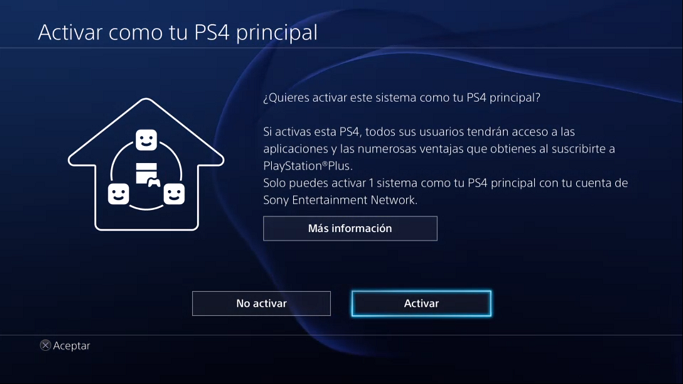 Activar como tu PS4 principal
¿Quieres activar este sistema como tu PS4 principal?
Si activas esta PS4, todos sus usuarios tendrán acceso a las
aplicaciones y las numerosas ventajas que obtienes al suscribirte a
PlayStation®Plus.
Solo puedes activar 1 sistema como tu PS4 principal con tu cuenta de
Sony Entertainment Network.
Más información
No activar
Activar
Aceptar